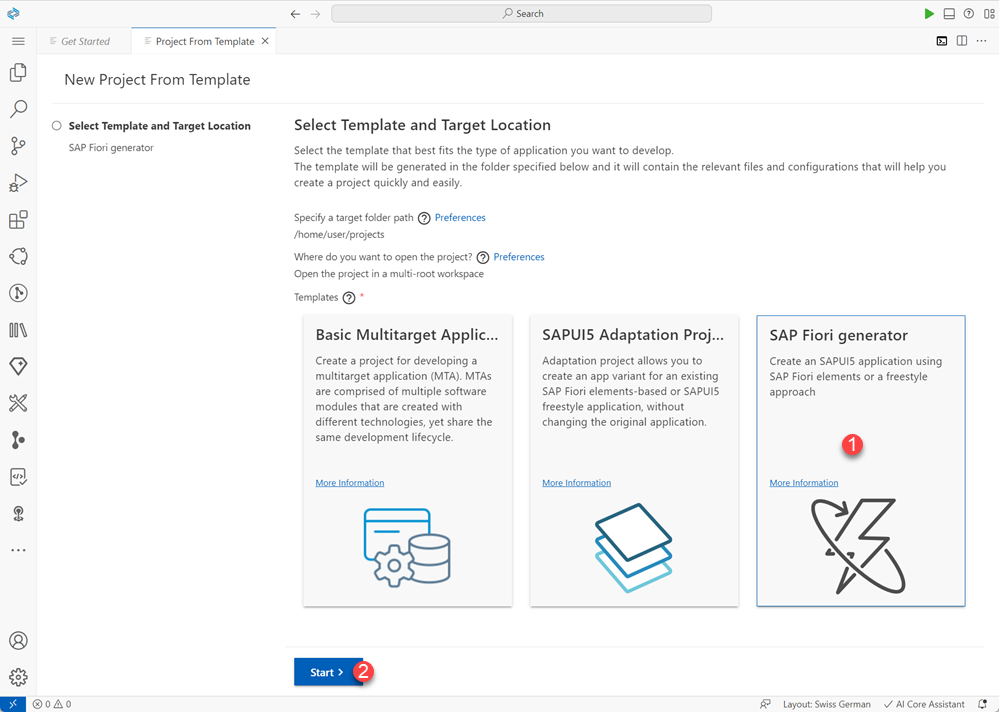 Search
Get Started
Project From Template
New Project From Template
Select Template and Target Location
SAP Fiori generator
Select Template and Target Location
Select the template that best fits the type of application you want to develop.
The template will be generated in the folder specified below and it will contain the relevant files and configurations that will help you
create a project quickly and easily.
Specify a target folder path ? Preferences
/home/user/projects
Where do you want to open the project? ? Preferences
Open the project in a multi-root workspace
Templates ? *
Basic Multitarget Applic...
Create a project for developing a
multitarget application (MTA). MTAs
are comprised of multiple software
modules that are created with
different technologies, yet share the
same development lifecycle.
More Information
SAPUI5 Adaptation Proj...
Adaptation project allows you to
create an app variant for an existing
SAP Fiori elements-based or SAPUI5
freestyle application, without
changing the original application.
More Information
SAP Fiori generator
Create an SAPUI5 application using
SAP Fiori elements or a freestyle
approach
1
More Information
Start > 2
0 0
Layout: Swiss German
AI Core Assistant